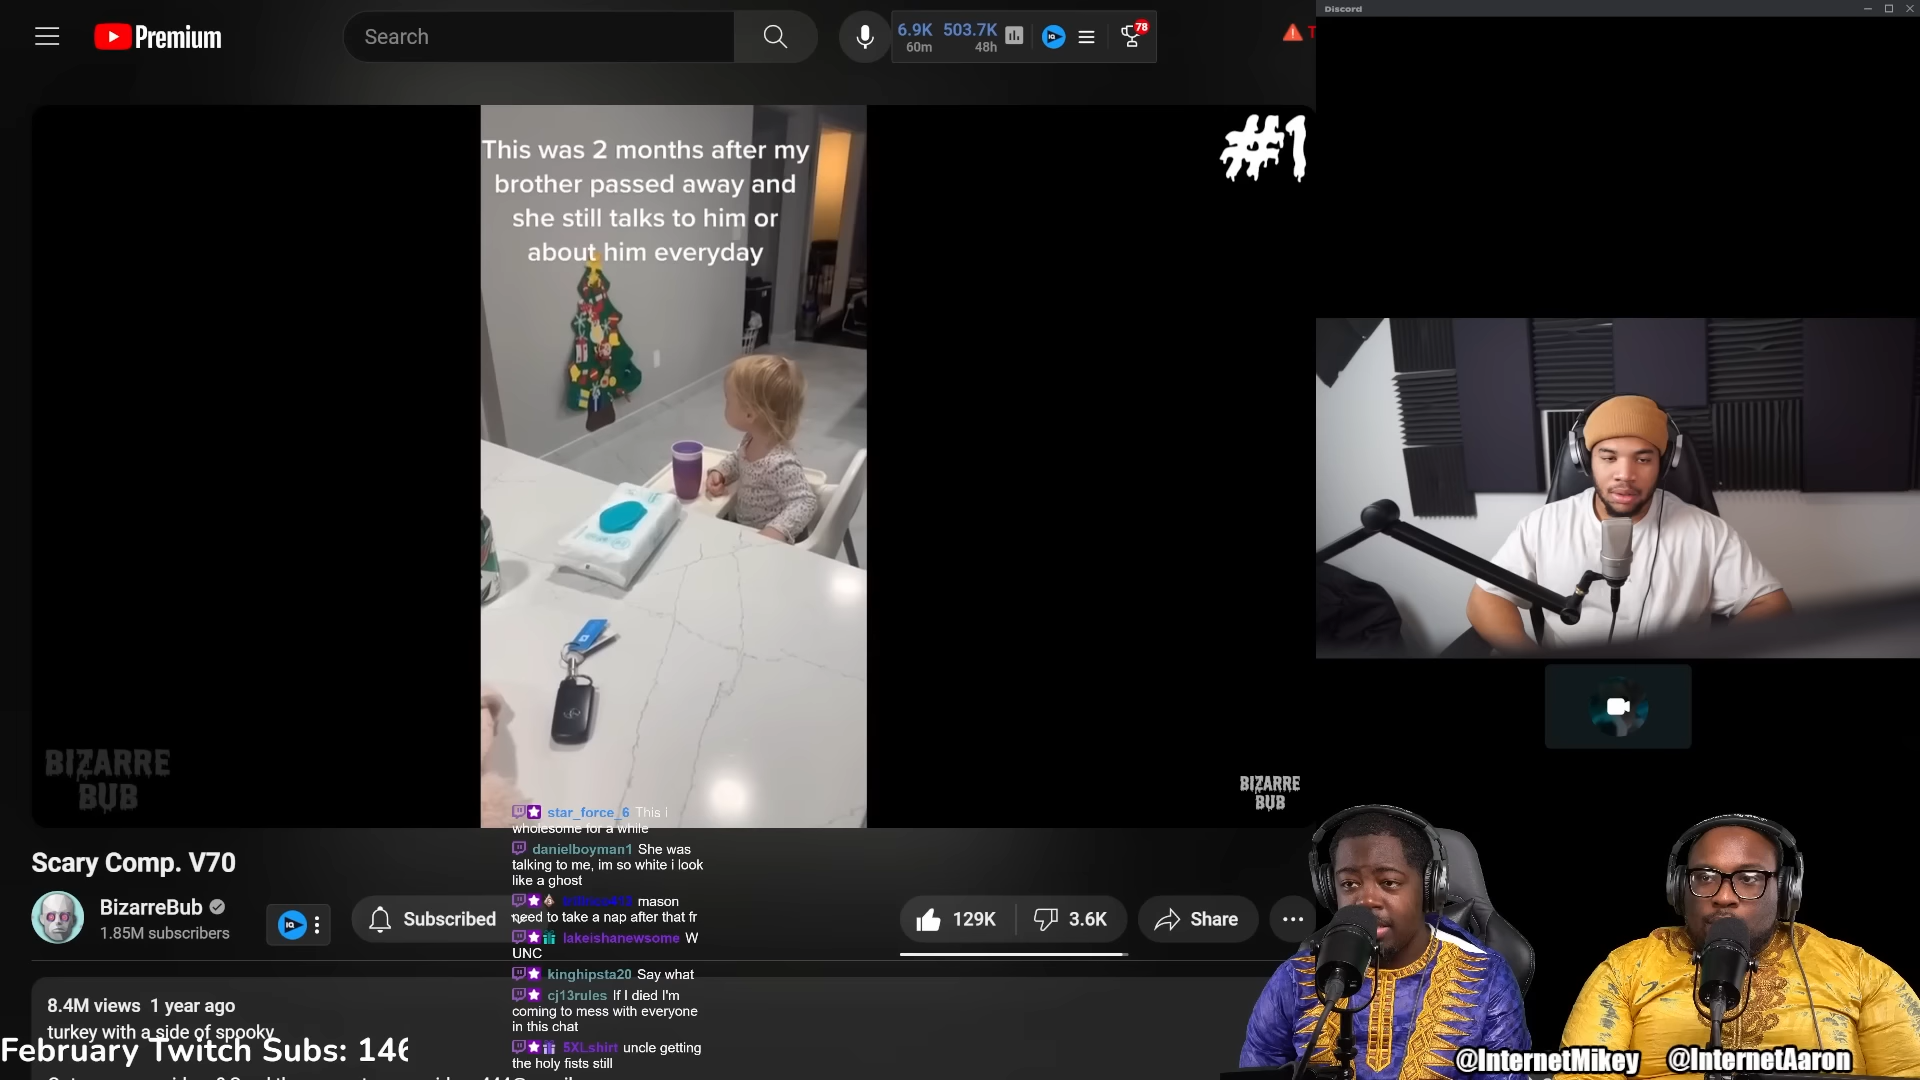 Discord
Premium
Search
6.9K 503.7K
60m 48h
78
#1
This was 2 months after my
brother passed away and
she still talks to him or
about him everyday
BIZARRE
BUB
BIZARRE
BUB
Scary Comp. V70
BizarreBub
1.85M subscribers
IQ
Subscribed
129K
3.6K
Share
8.4M views 1 year ago
turkey with a side of spooky
February Twitch Subs: 146
star_force_6 This i
wholesome for a while
danielboyman1 She was
talking to me, im so white i look
like a ghost
mason
need to take a nap after that fr
lakeishanewsome W
UNC
kinghipsta20 Say what
cj13rules If I died I'm
coming to mess with everyone
in this chat
5XLshirt uncle getting
the holy fists still
@InternetMikey
@InternetAaron